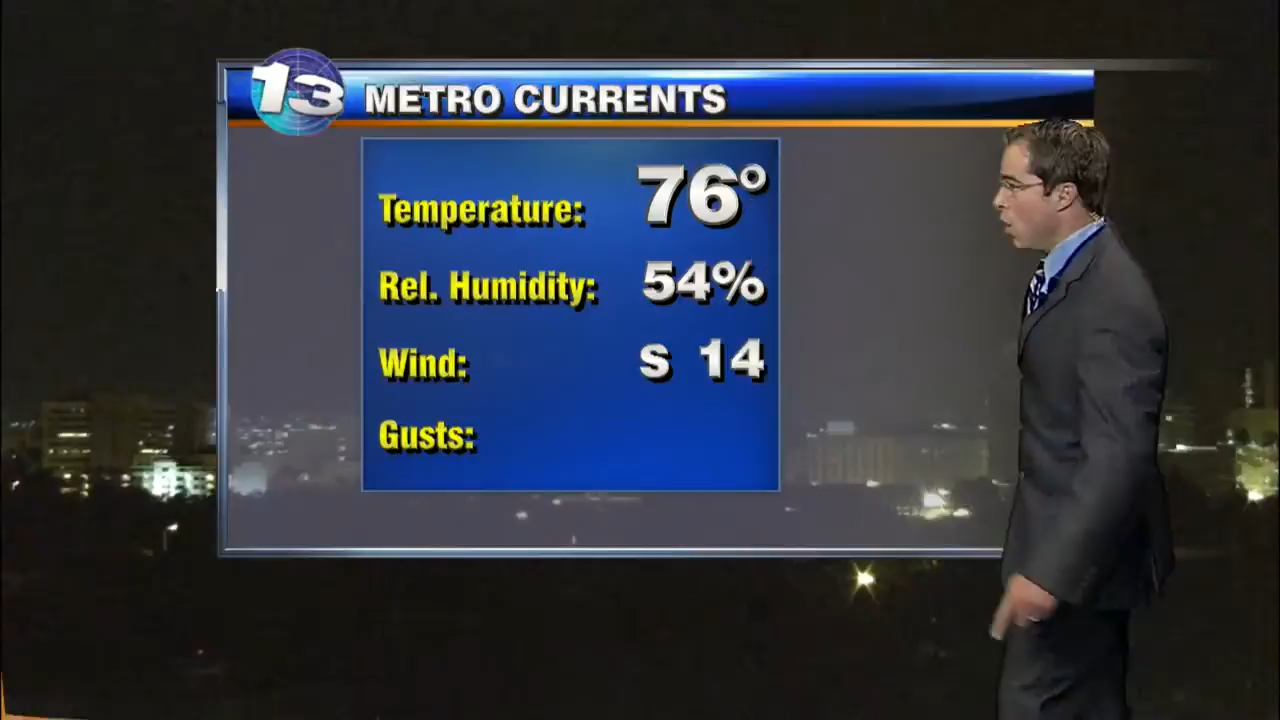 13 METRO CURRENTS
Temperature: 76°
Rel. Humidity: 54%
Wind: S 14
Gusts: